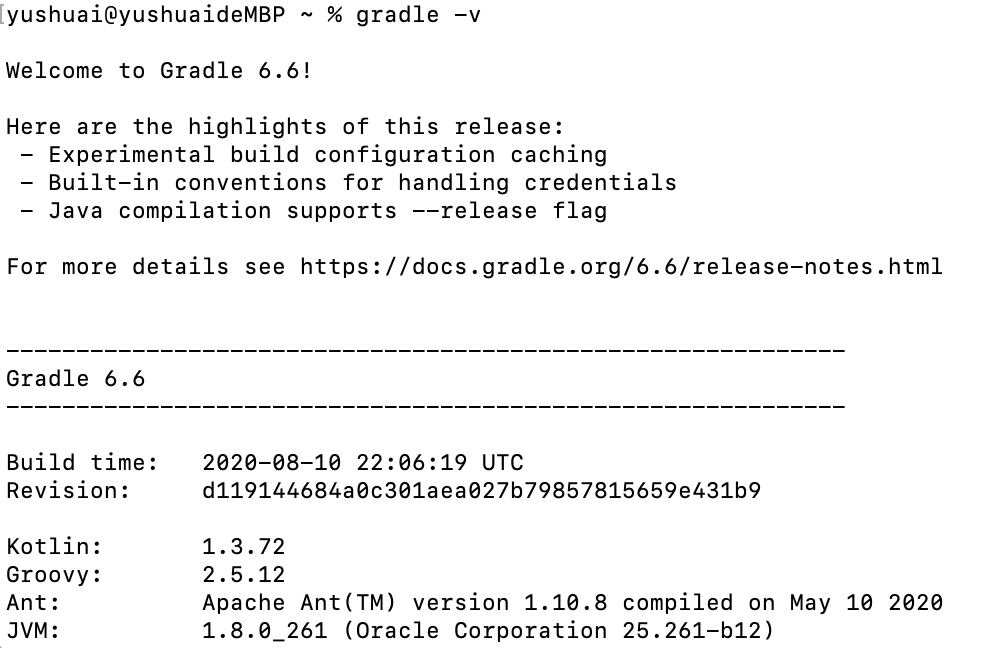 [yushuai@yushuaideMBP ~ % gradle -v
Welcome to Gradle 6.6!
Here are the highlights of this release:
 - Experimental build configuration caching
 - Built-in conventions for handling credentials
 - Java compilation supports --release flag
For more details see https://docs.gradle.org/6.6/release-notes.html
------------------------------------------------------------
Gradle 6.6
------------------------------------------------------------
Build time:   2020-08-10 22:06:19 UTC
Revision:     d119144684a0c301aea027b79857815659e431b9
Kotlin:       1.3.72
Groovy:       2.5.12
Ant:          Apache Ant(TM) version 1.10.8 compiled on May 10 2020
JVM:          1.8.0_261 (Oracle Corporation 25.261-b12)